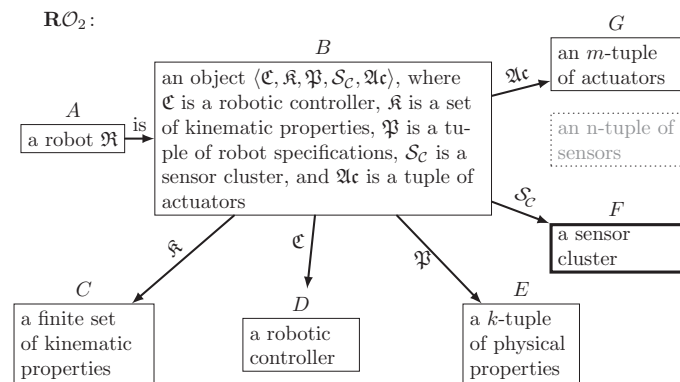 𝐑𝒪₂:
A
a robot ℜ
is
B
an object ⟨ℭ, 𝔎, 𝔓, 𝒮_𝒞, 𝔄𝔠⟩, where
ℭ is a robotic controller, 𝔎 is a set
of kinematic properties, 𝔓 is a tu-
ple of robot specifications, 𝒮_𝒞 is a
sensor cluster, and 𝔄𝔠 is a tuple of
actuators
𝔄𝔠
G
an m-tuple
of actuators
an n-tuple of
sensors
𝒮_𝒞
F
a sensor
cluster
𝔎
ℭ
𝔓
C
a finite set
of kinematic
properties
D
a robotic
controller
E
a k-tuple
of physical
properties